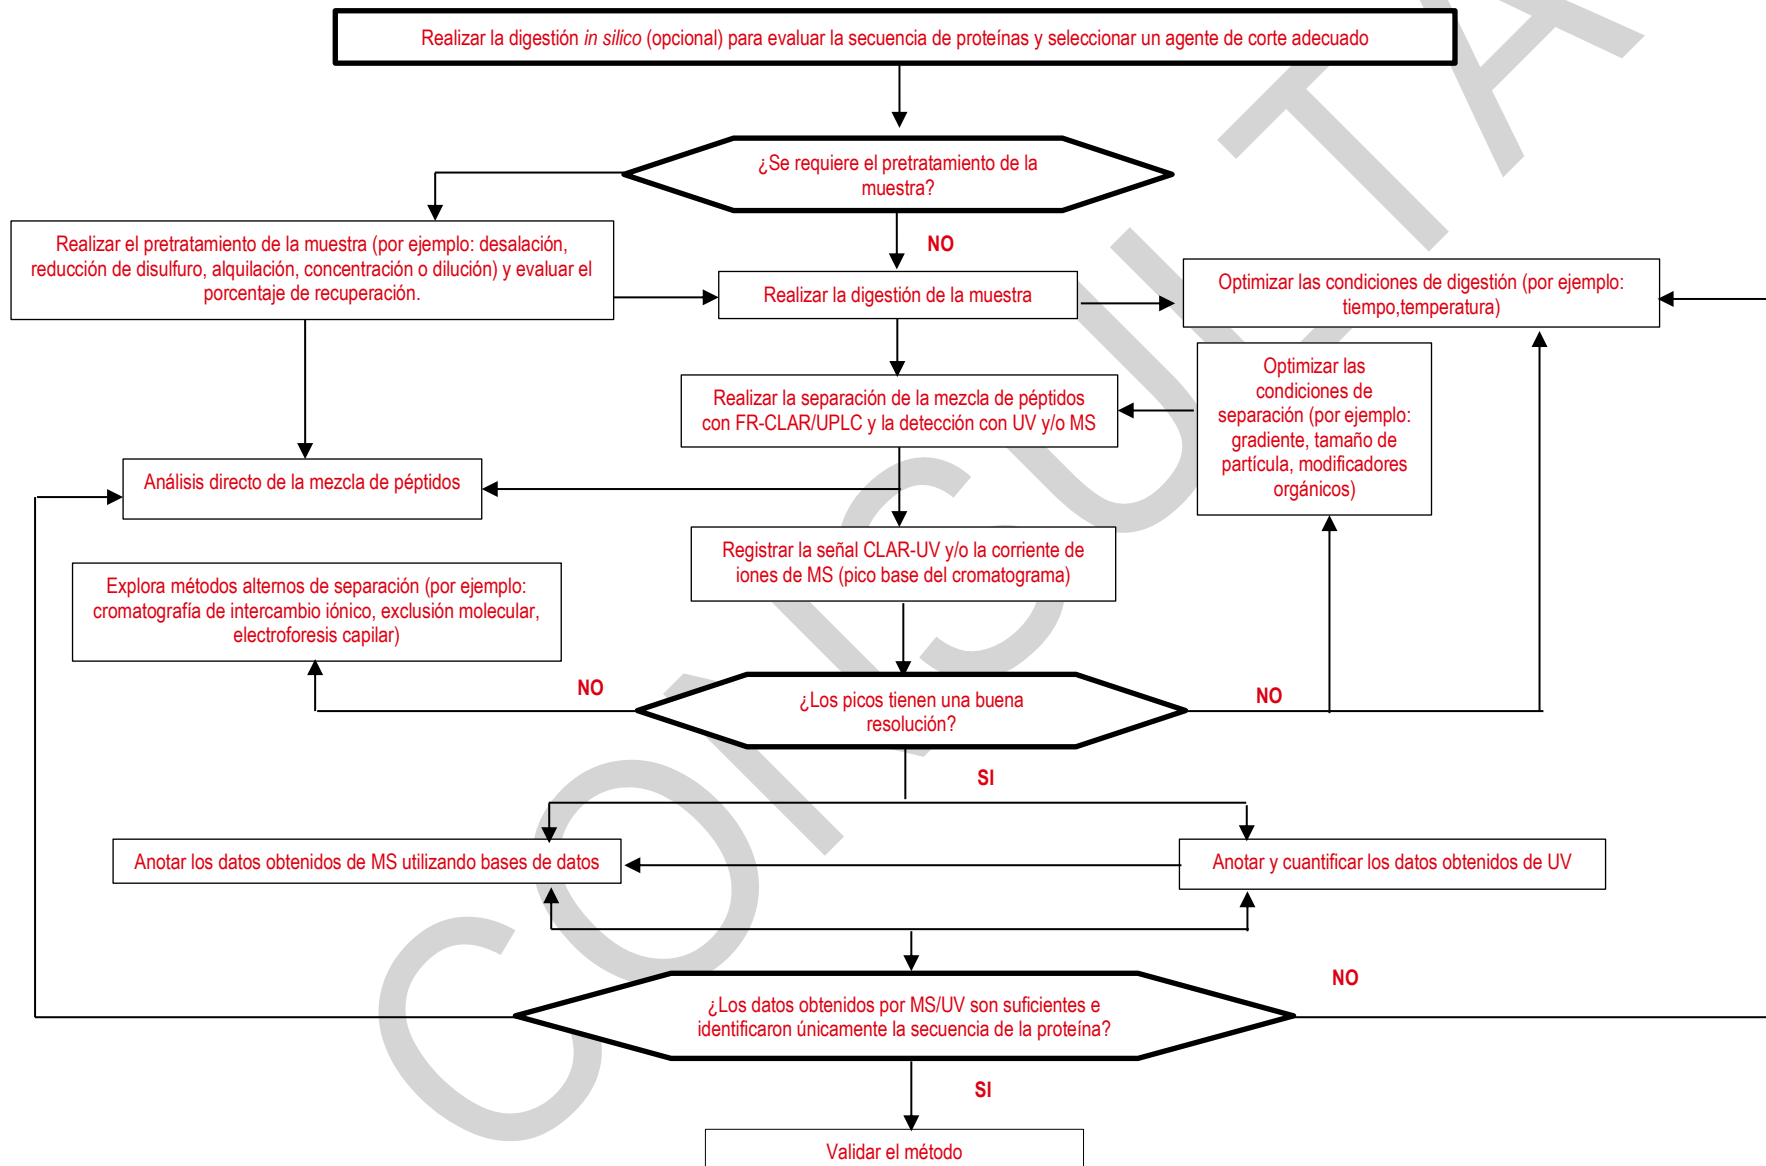 Realizar la digestión in silico (opcional) para evaluar la secuencia de proteínas y seleccionar un agente de corte adecuado
¿Se requiere el pretratamiento de la
muestra?
Realizar el pretratamiento de la muestra (por ejemplo: desalación,
reducción de disulfuro, alquilación, concentración o dilución) y evaluar el
porcentaje de recuperación.
NO
Realizar la digestión de la muestra
Optimizar las condiciones de digestión (por ejemplo:
tiempo,temperatura)
Realizar la separación de la mezcla de péptidos
con FR-CLAR/UPLC y la detección con UV y/o MS
Optimizar las
condiciones de
separación (por ejemplo:
gradiente, tamaño de
partícula, modificadores
orgánicos)
Análisis directo de la mezcla de péptidos
Registrar la señal CLAR-UV y/o la corriente de
iones de MS (pico base del cromatograma)
Explora métodos alternos de separación (por ejemplo:
cromatografía de intercambio iónico, exclusión molecular,
electroforesis capilar)
NO
¿Los picos tienen una buena
resolución?
NO
SI
Anotar los datos obtenidos de MS utilizando bases de datos
Anotar y cuantificar los datos obtenidos de UV
NO
¿Los datos obtenidos por MS/UV son suficientes e
identificaron únicamente la secuencia de la proteína?
SI
Validar el método
CONSULTA